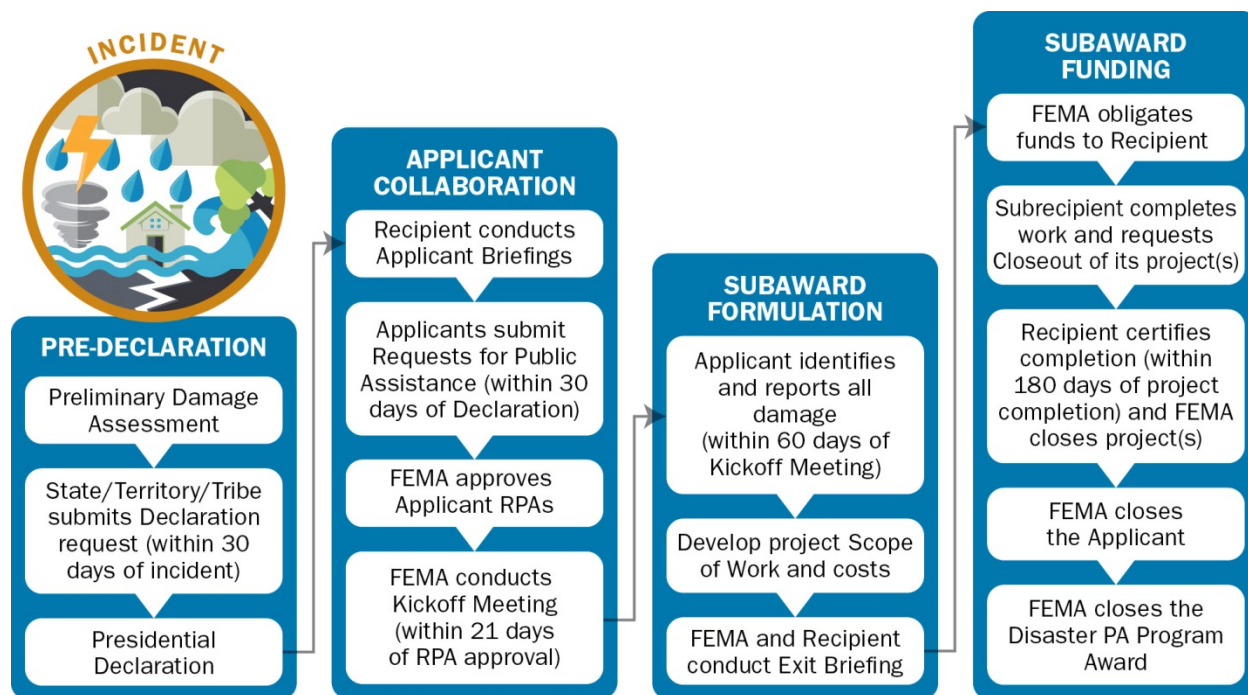 INCIDENT
PRE-DECLARATION
Preliminary Damage
Assessment
State/Territory/Tribe
submits Declaration
request (within 30
days of incident)
Presidential
Declaration
APPLICANT
COLLABORATION
Recipient conducts
Applicant Briefings
Applicants submit
Requests for Public
Assistance (within 30
days of Declaration)
FEMA approves
Applicant RPAs
FEMA conducts
Kickoff Meeting
(within 21 days
of RPA approval)
SUBAWARD
FORMULATION
Applicant identifies
and reports all
damage
(within 60 days of
Kickoff Meeting)
Develop project Scope
of Work and costs
FEMA and Recipient
conduct Exit Briefing
SUBAWARD
FUNDING
FEMA obligates
funds to Recipient
Subrecipient completes
work and requests
Closeout of its project(s)
Recipient certifies
completion (within
180 days of project
completion) and FEMA
closes project(s)
FEMA closes
the Applicant
FEMA closes the
Disaster PA Program
Award